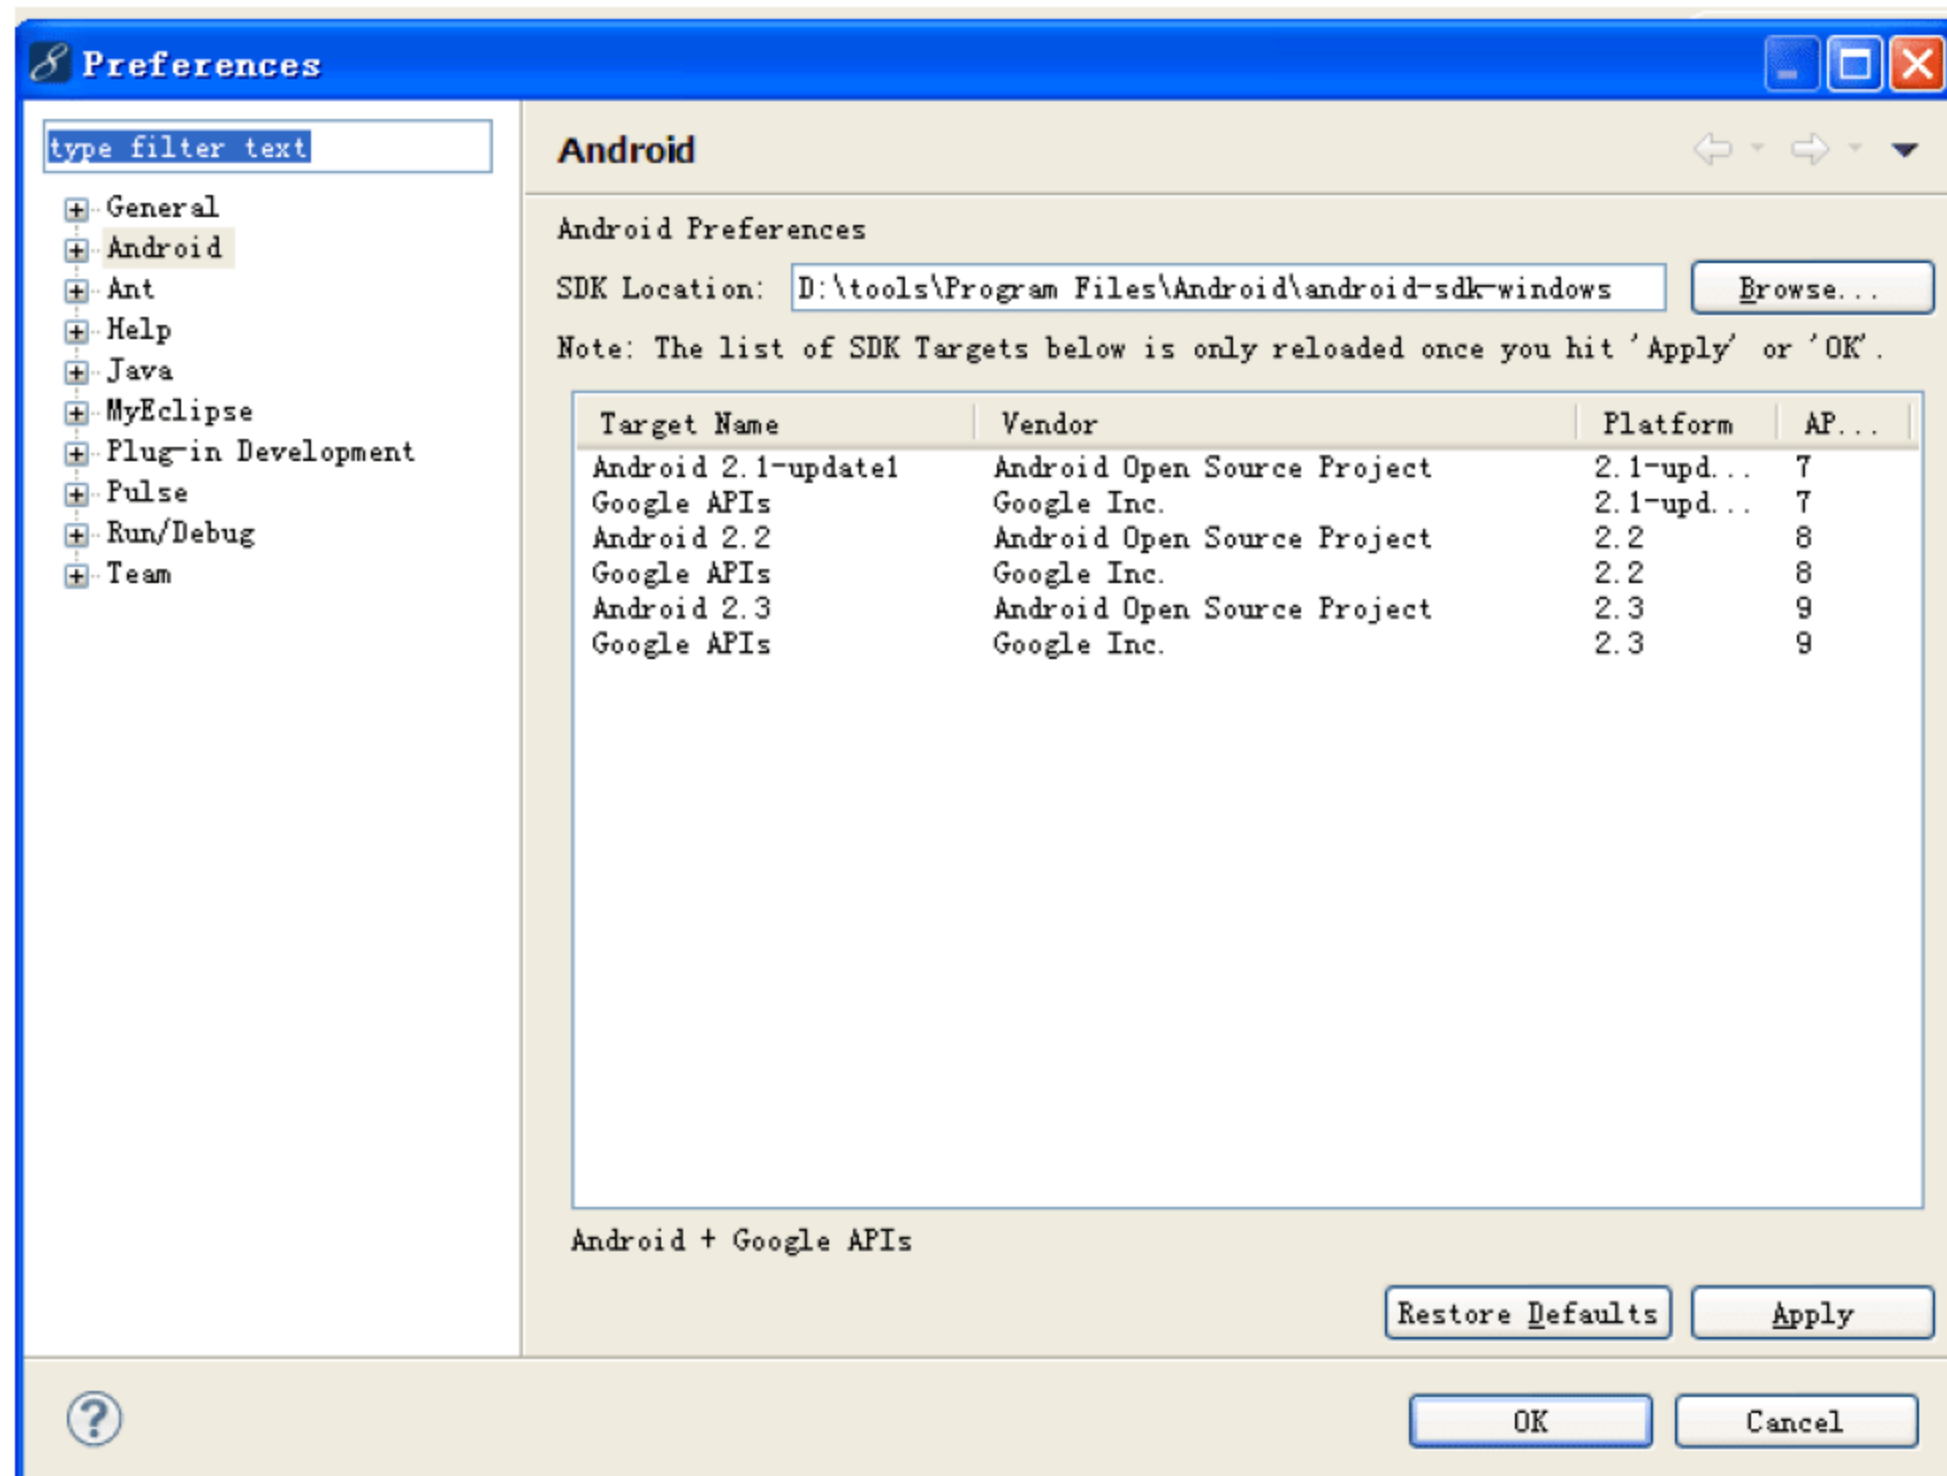 Preferences
type filter text
General
Android
Ant
Help
Java
MyEclipse
Plug-in Development
Pulse
Run/Debug
Team
Android
Android Preferences
SDK Location: D:\tools\Program Files\Android\android-sdk-windows Browse...
Note: The list of SDK Targets below is only reloaded once you hit 'Apply' or 'OK'.
Target Name Vendor Platform AP...
Android 2.1-update1 Android Open Source Project 2.1-upd... 7
Google APIs Google Inc. 2.1-upd... 7
Android 2.2 Android Open Source Project 2.2 8
Google APIs Google Inc. 2.2 8
Android 2.3 Android Open Source Project 2.3 9
Google APIs Google Inc. 2.3 9
Android + Google APIs
Restore Defaults Apply
? OK Cancel